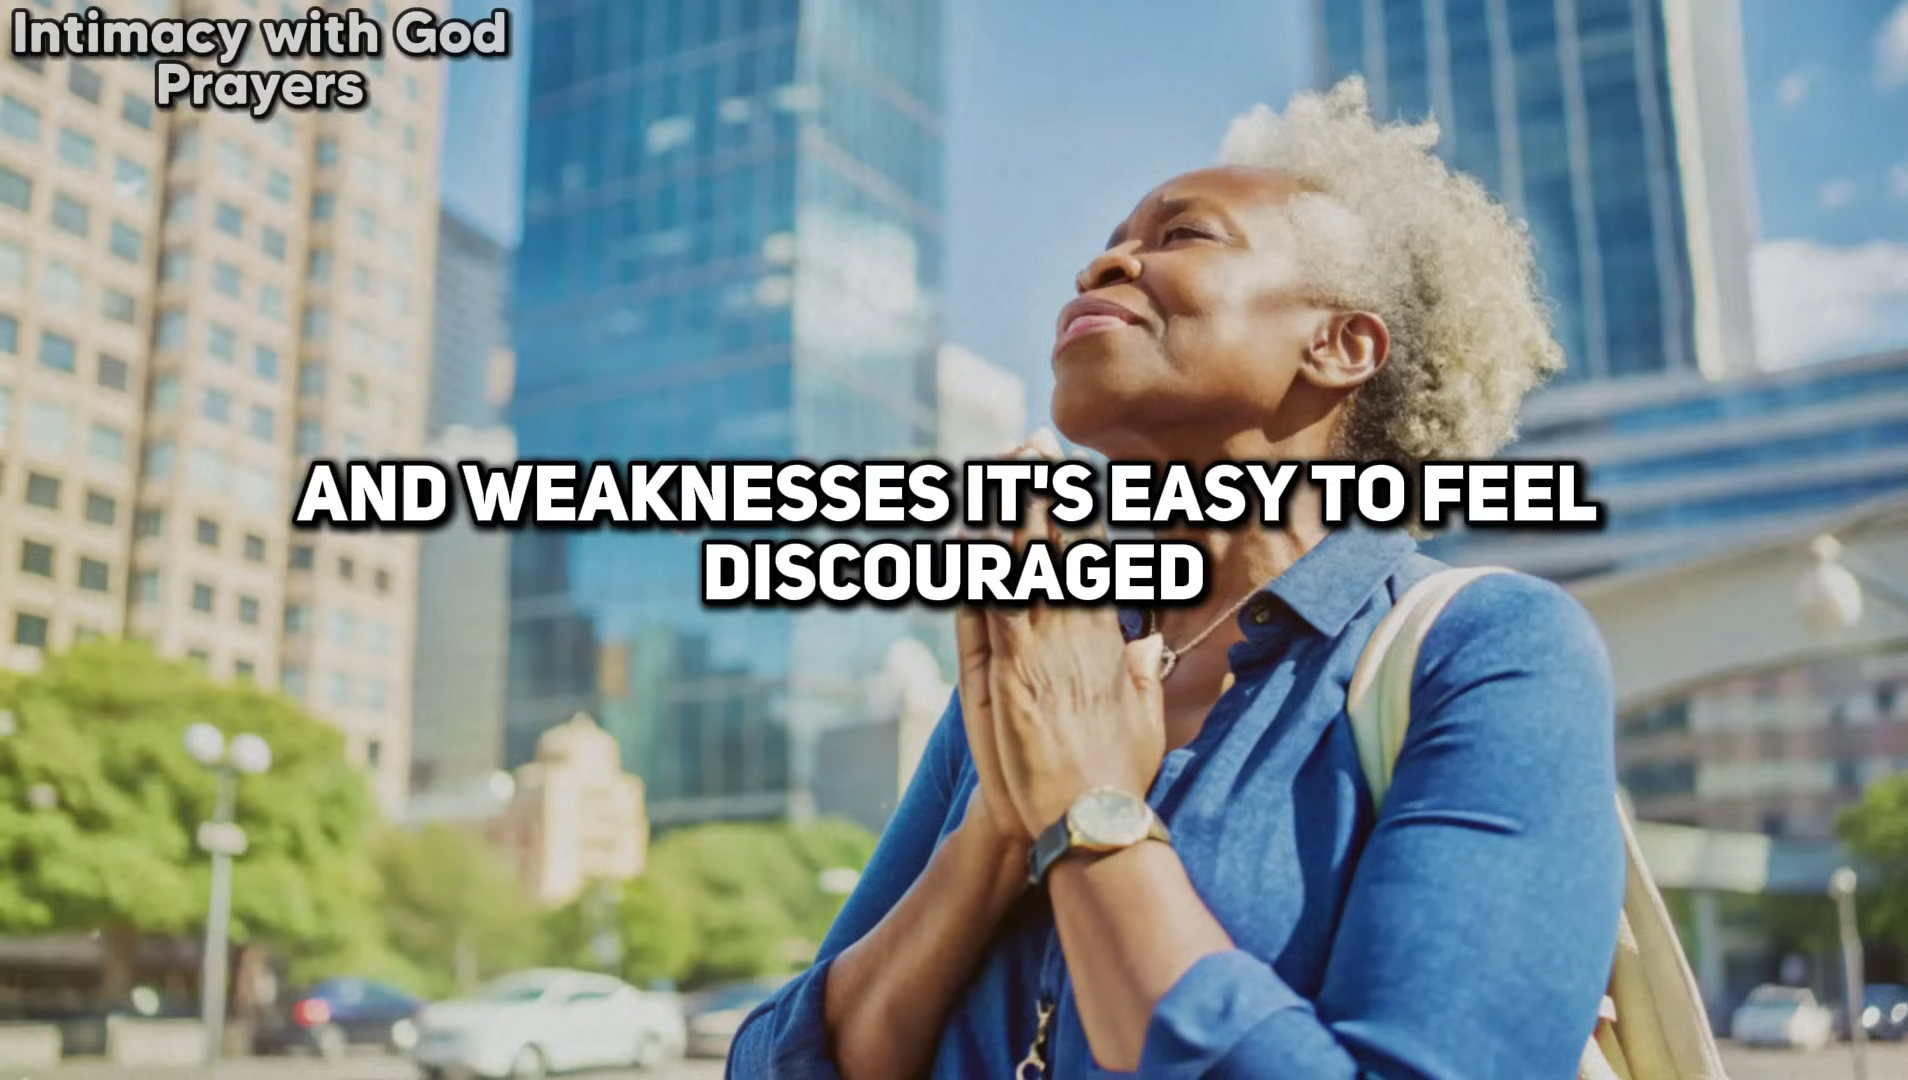 Intimacy with God
Prayers
AND WEAKNESSES IT'S EASY TO FEEL
DISCOURAGED